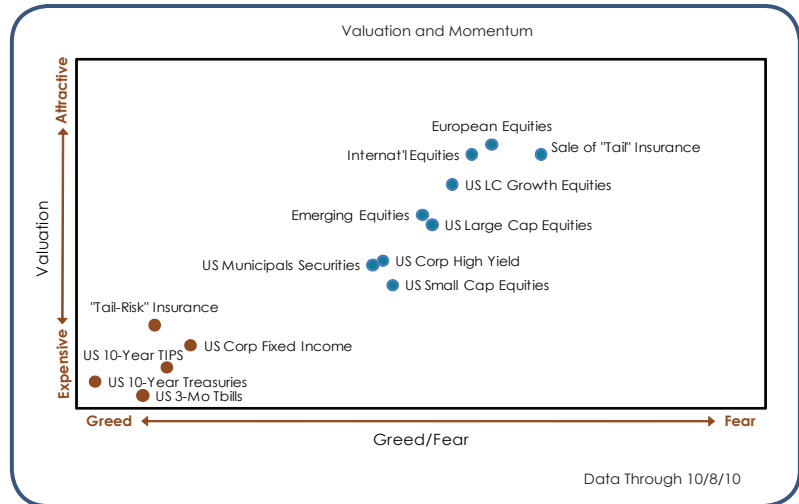 Valuation and Momentum
Attractive
Valuation
Expensive
European Equities
Internat'l Equities
Sale of "Tail" Insurance
US LC Growth Equities
Emerging Equities
US Large Cap Equities
US Municipals Securities
US Corp High Yield
US Small Cap Equities
"Tail-Risk" Insurance
US Corp Fixed Income
US 10-Year TIPS
US 10-Year Treasuries
US 3-Mo Tbills
Greed
Fear
Greed/Fear
Data Through 10/8/10